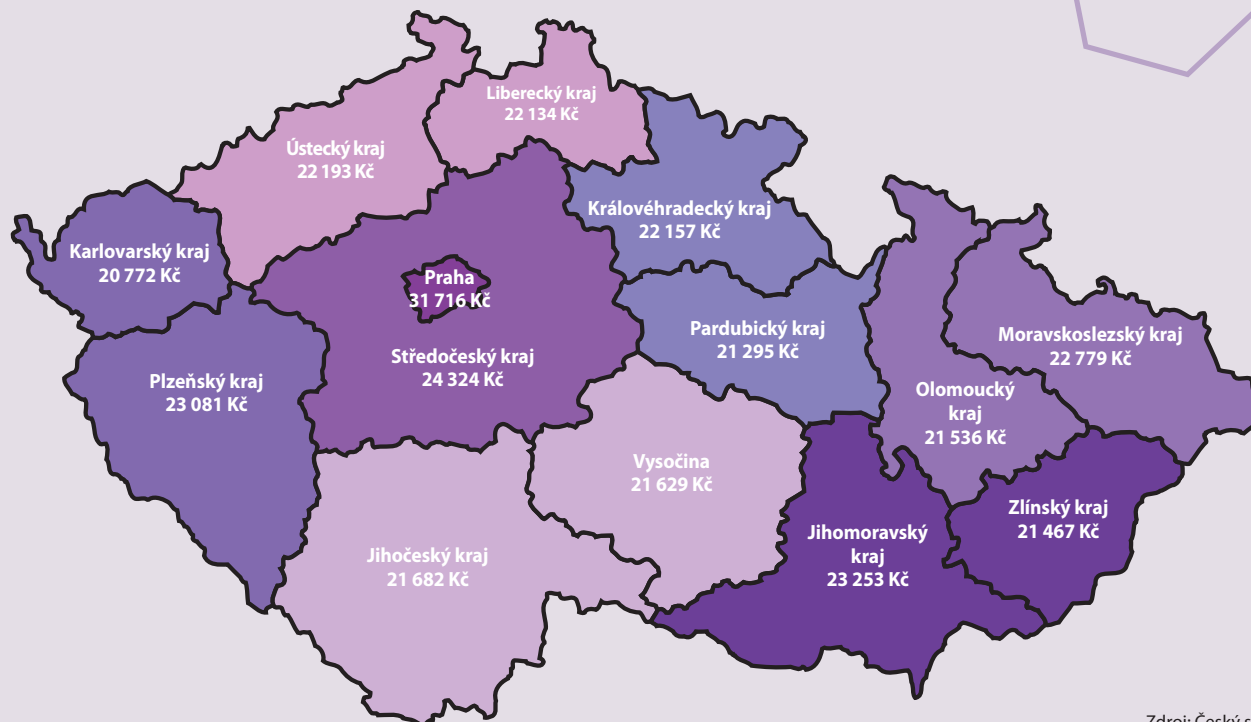 Liberecký kraj
22 134 Kč
Ústecký kraj
22 193 Kč
Královéhradecký kraj
22 157 Kč
Karlovarský kraj
20 772 Kč
Praha
31 716 Kč
Pardubický kraj
21 295 Kč
Moravskoslezský kraj
22 779 Kč
Středočeský kraj
24 324 Kč
Plzeňský kraj
23 081 Kč
Olomoucký
kraj
21 536 Kč
Vysočina
21 629 Kč
Zlínský kraj
21 467 Kč
Jihomoravský
kraj
23 253 Kč
Jihočeský kraj
21 682 Kč
Zdroj: Český